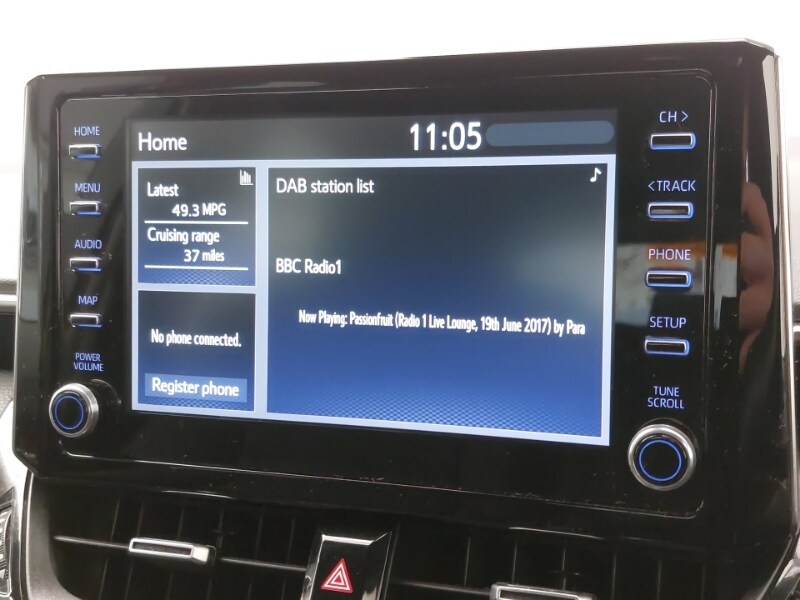 HOME
MENU
AUDIO
MAP
POWER
VOLUME
Home
11:05
Latest
49.3 MPG
Cruising range
37 miles
No phone connected.
Register phone
DAB station list
BBC Radio1
Now Playing: Passionfruit (Radio 1 Live Lounge, 19th June 2017) by Para
CH >
< TRACK
PHONE
SETUP
TUNE
SCROLL